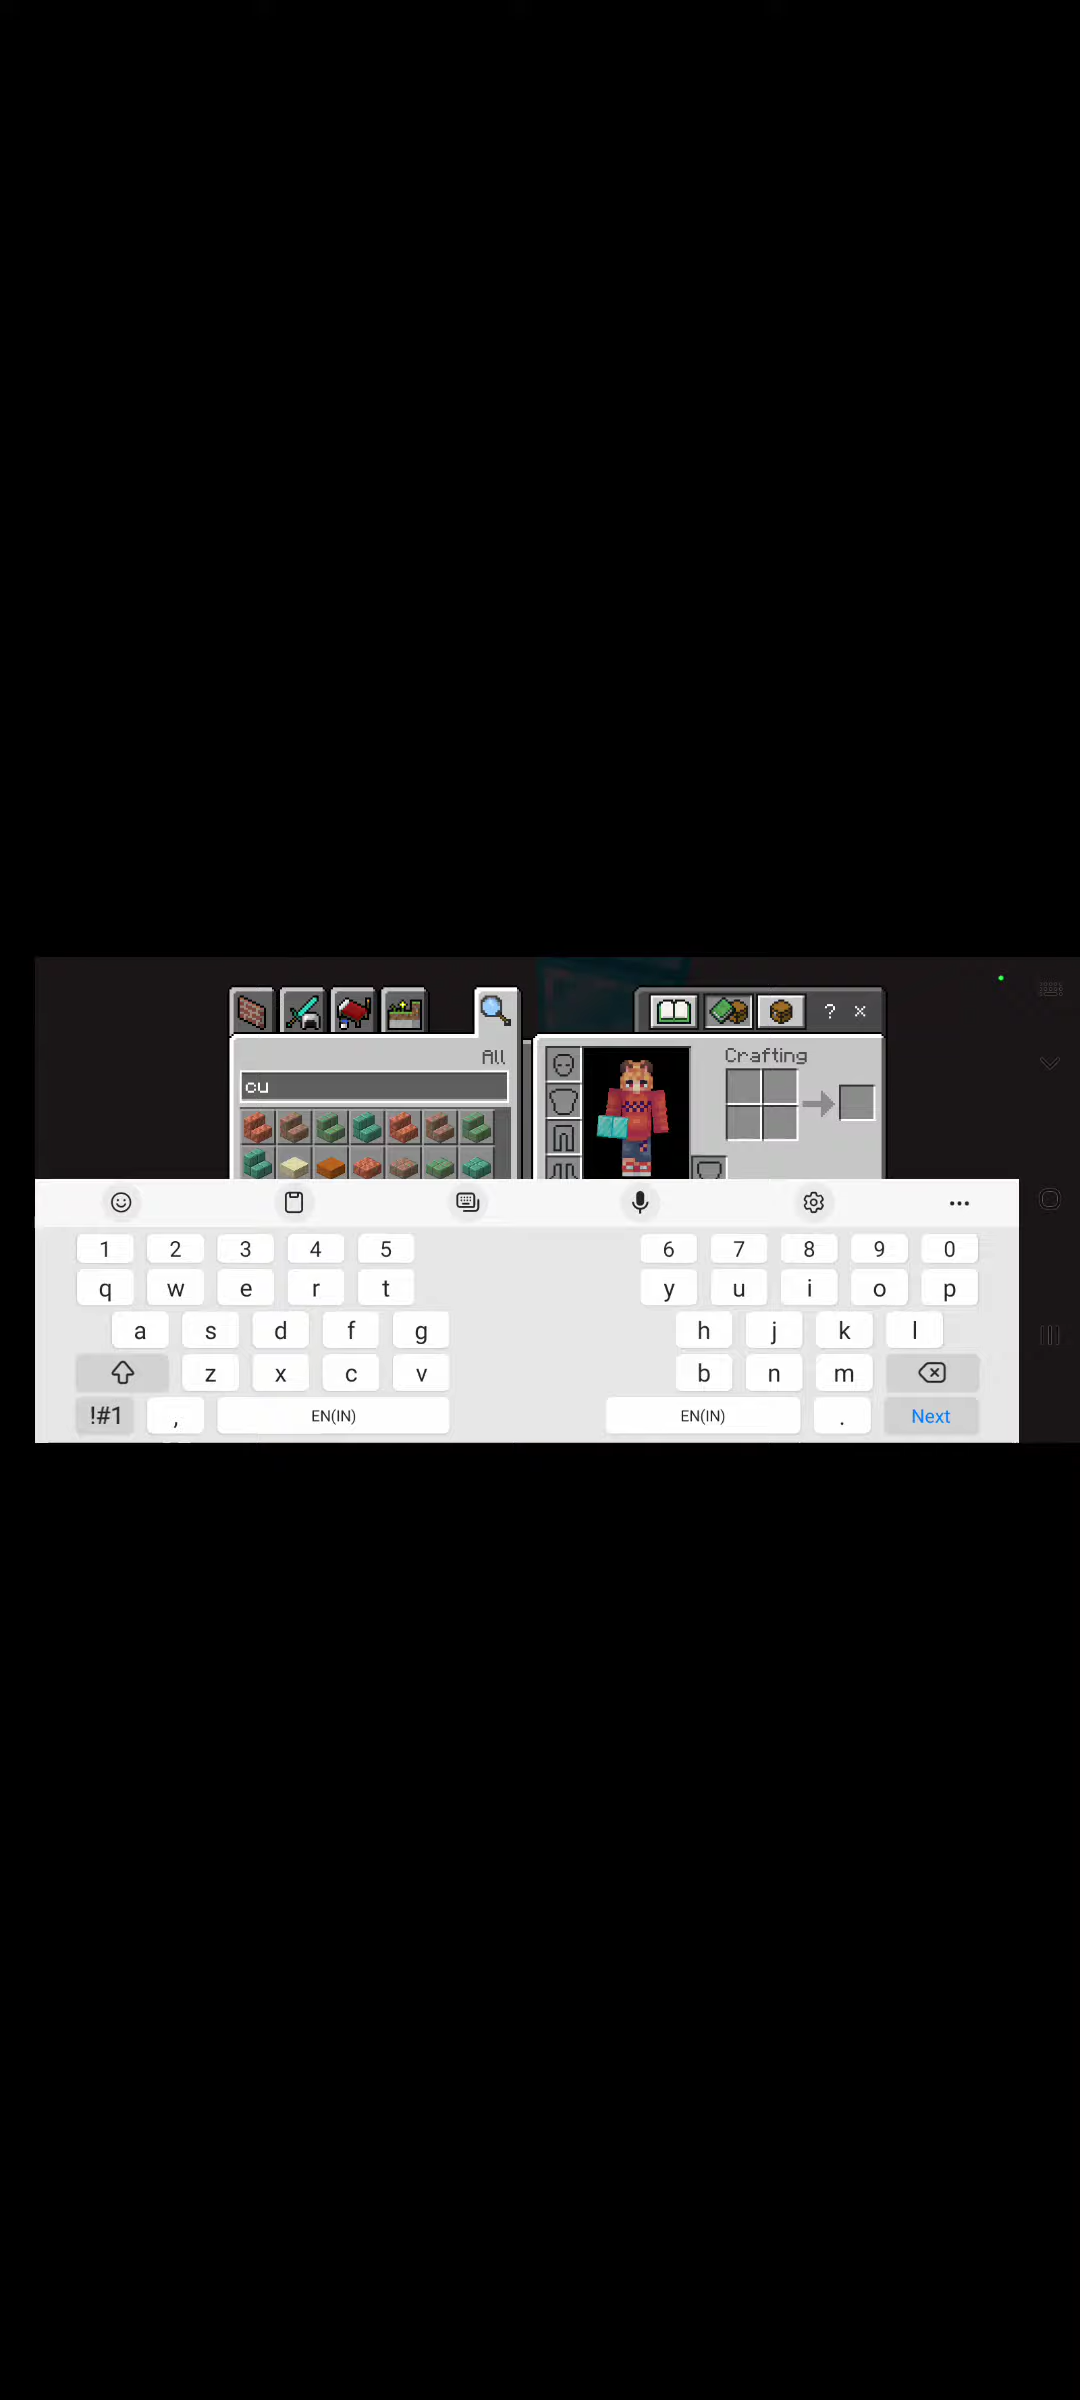 ? ×
All
Crafting
cu
1 2 3 4 5 6 7 8 9 0
q w e r t y u i o p
a s d f g h j k l
z x c v b n m
!#1 , EN(IN) EN(IN) . Next